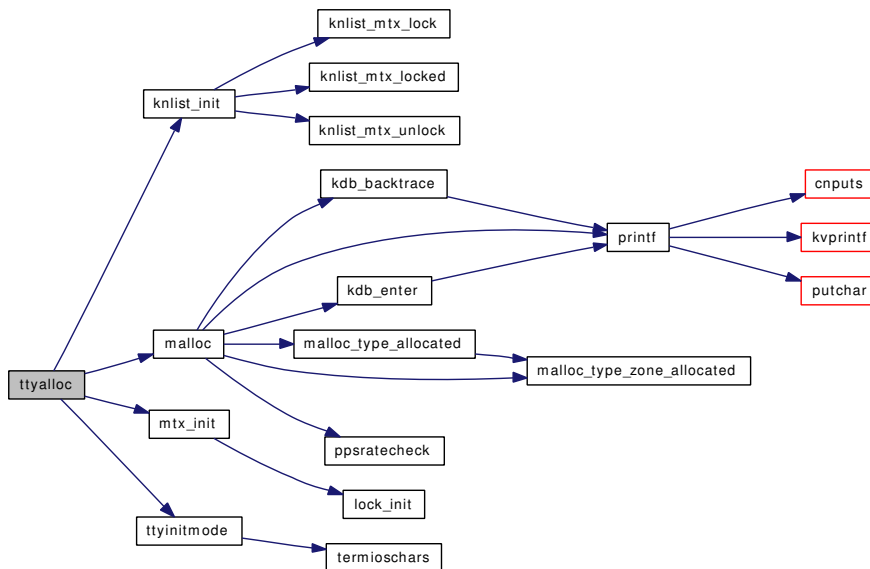 knlist_mtx_lock
knlist_mtx_locked
knlist_init
knlist_mtx_unlock
kdb_backtrace
cnputs
printf
kvprintf
kdb_enter
putchar
malloc
malloc_type_allocated
malloc_type_zone_allocated
ttyalloc
mtx_init
ppsratecheck
lock_init
ttyinitmode
termioschars